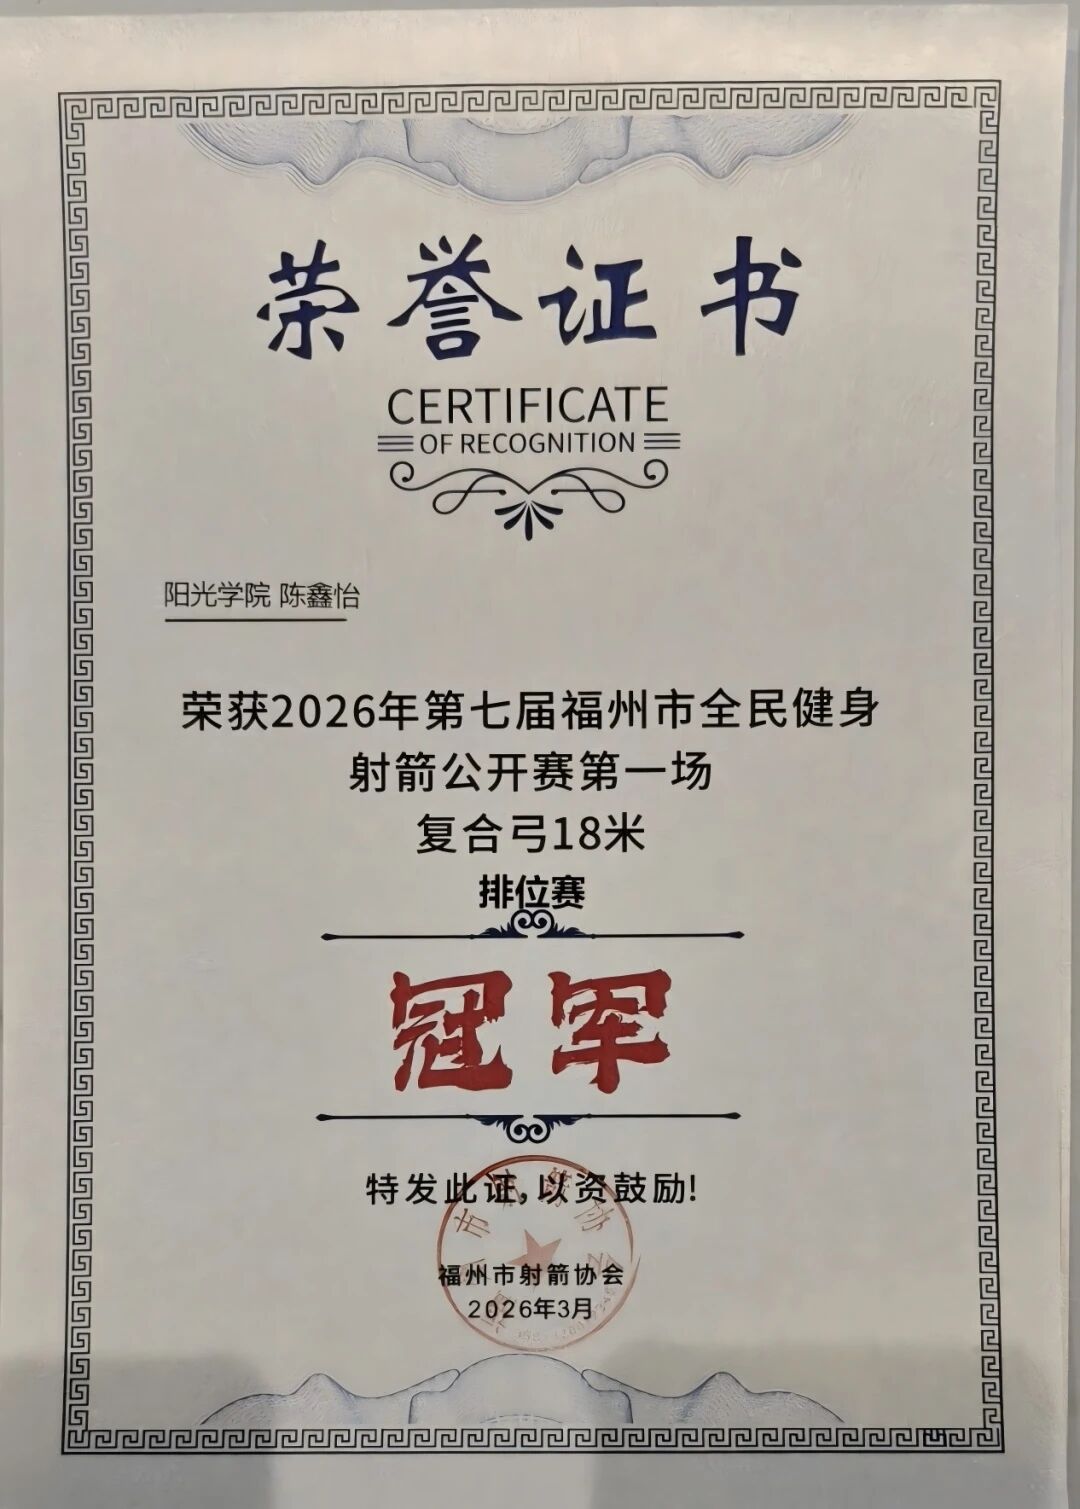 荣誉证书
CERTIFICATE
OF RECOGNITION
阳光学院 陈鑫怡
荣获2026年第七届福州市全民健身
射箭公开赛第一场
复合弓18米
排位赛
冠军
特发此证,以资鼓励!
福州市射箭协会
2026年3月